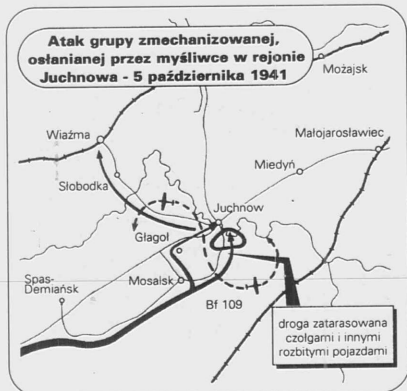 Atak grupy zmechanizowanej,
osłanianej przez myśliwce w rejonie
Juchnowa - 5 października 1941
Możajsk
Wiaźma
Małojarosławiec
Miedyń
Słobodka
Juchnow
Głagoł
Spas-
Demiańsk
Mosalsk
Bf 109
droga zatarasowana
czołgami i innymi
rozbitymi pojazdami